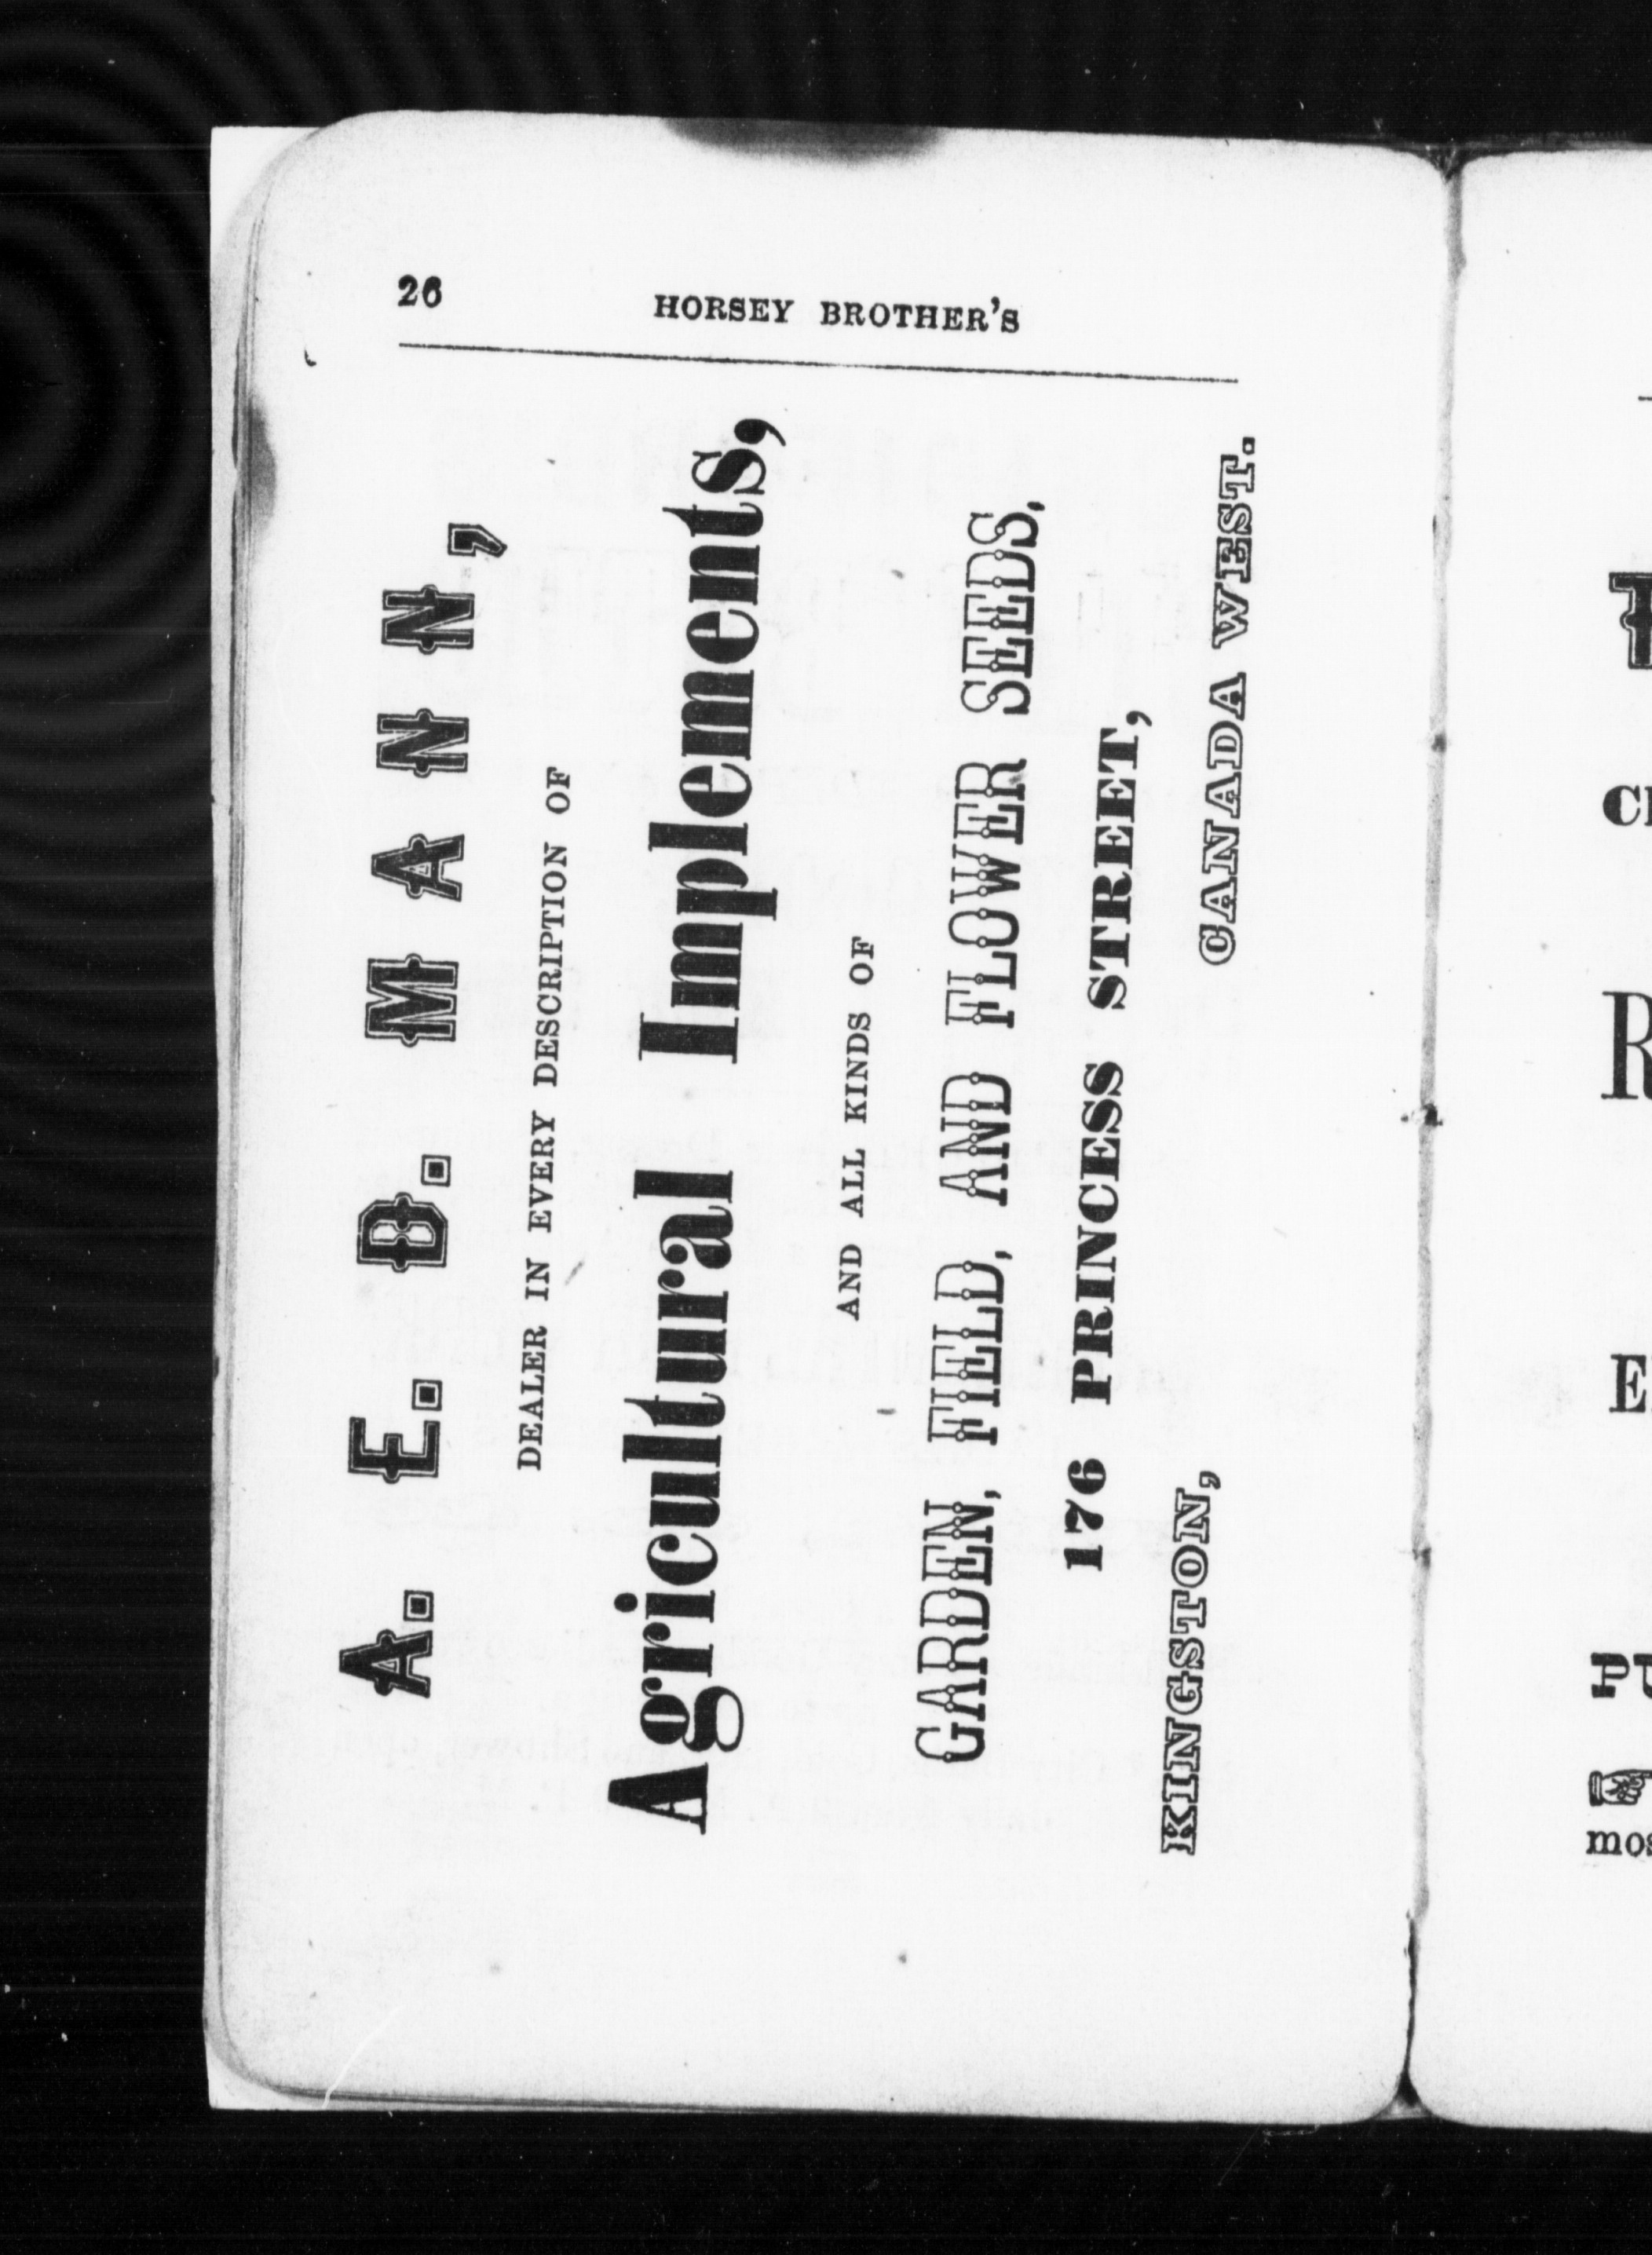 26 HORSEY BROTHER'S
A. E. B. MANN,
DEALER IN EVERY DESCRIPTION OF
Agricultural Implements,
AND ALL KINDS OF
GARDEN, FIELD, AND FLOWER SEEDS,
176 PRINCESS STREET,
KINGSTON, CANADA WEST.
mos